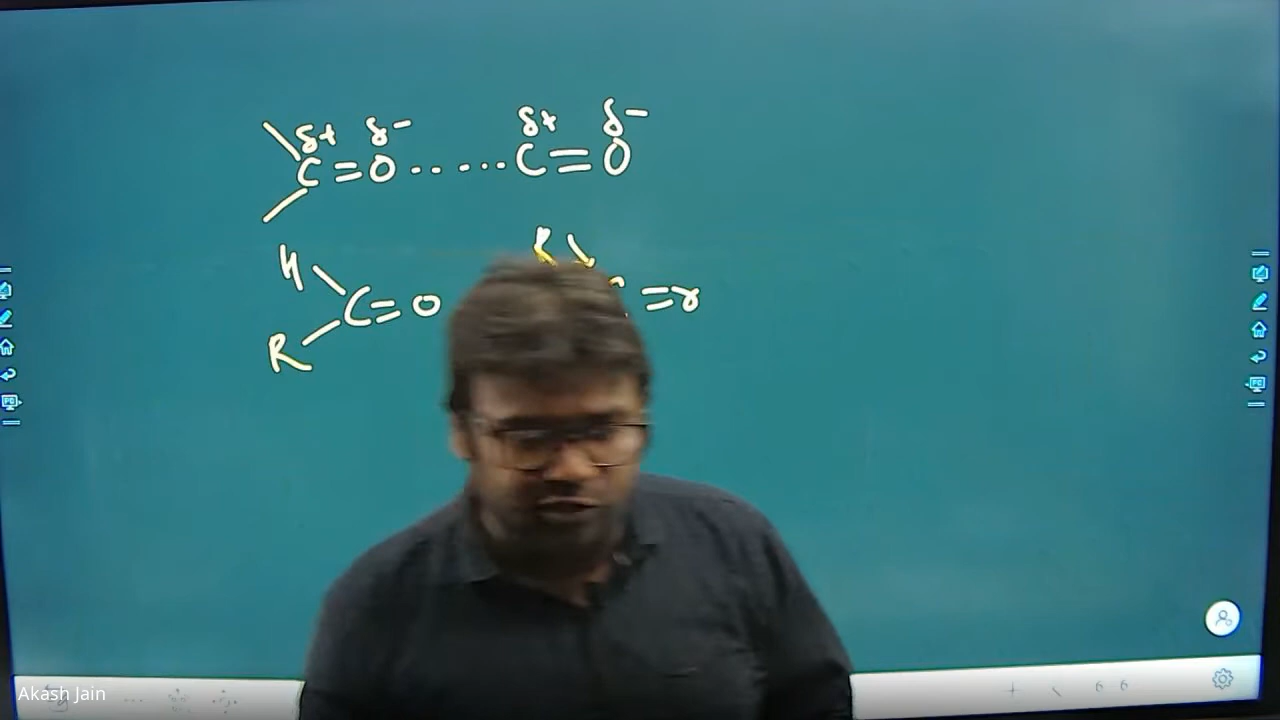 δ+ δ- δ+ δ-
C=O......C=O
H R
C=O =r
R
Akash Jain